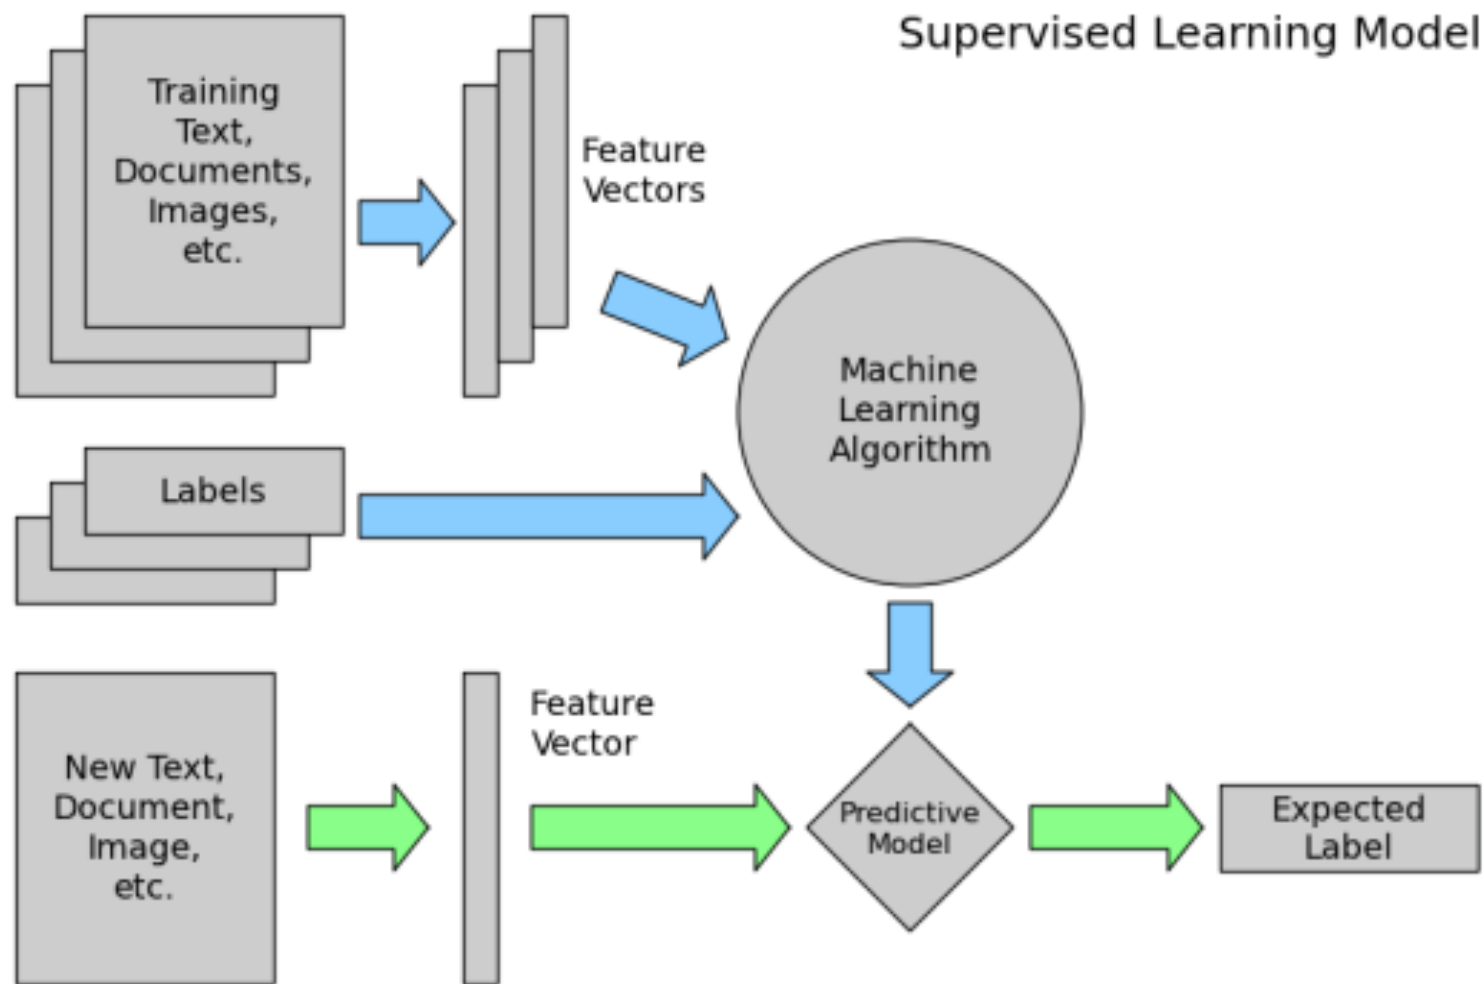 Supervised Learning Model
Training
Text,
Documents,
Images,
etc.
Feature
Vectors
Machine
Learning
Algorithm
Labels
New Text,
Document,
Image,
etc.
Feature
Vector
Predictive
Model
Expected
Label